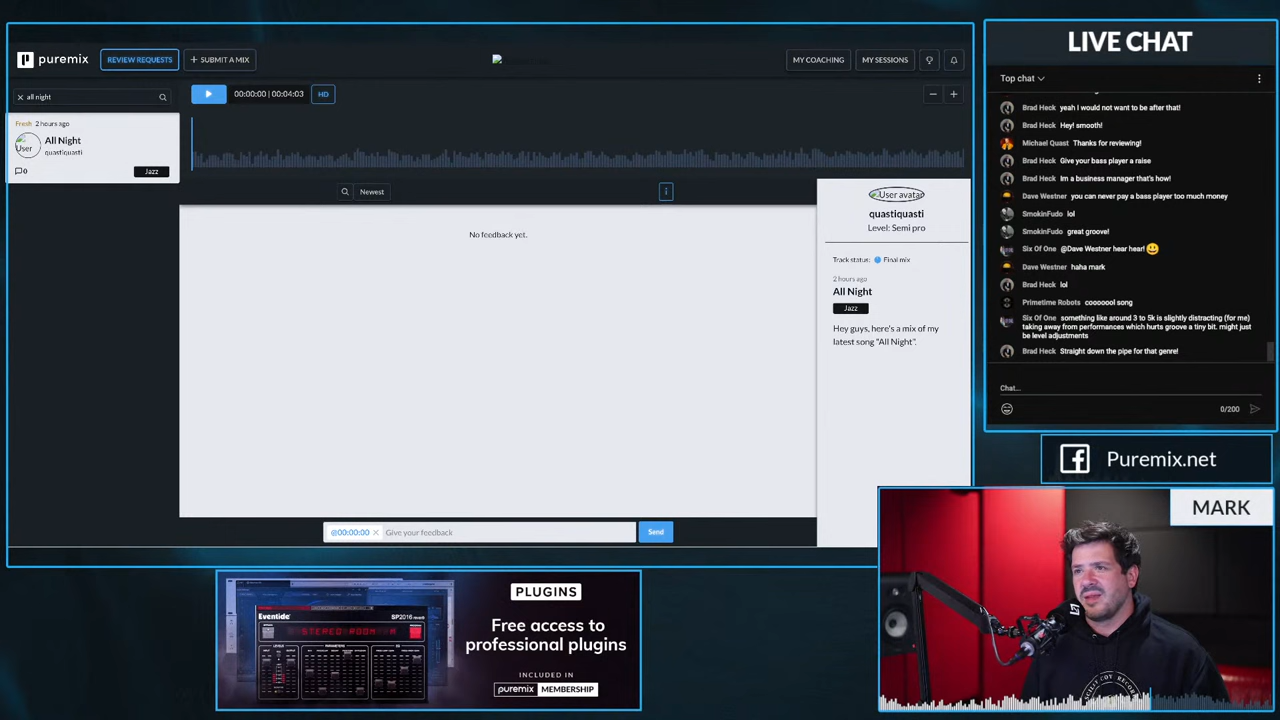 puremix
REVIEW REQUESTS
+ SUBMIT A MIX
MY COACHING
MY SESSIONS
all night
00:00:00 | 00:04:03
HD
Fresh 2 hours ago
User
All Night
quastiquasti
0
Jazz
Newest
No feedback yet.
@00:00:00
Give your feedback
Send
User avatar
quastiquasti
Level: Semi pro
Track status: Final mix
2 hours ago
All Night
Jazz
Hey guys, here's a mix of my
latest song "All Night".
LIVE CHAT
Top chat
Brad Heck yeah I would not want to be after that!
Brad Heck Hey! smooth!
Michael Quast Thanks for reviewing!
Brad Heck Give your bass player a raise
Brad Heck Im a business manager that's how!
Dave Westner you can never pay a bass player too much money
SmokinFudo lol
SmokinFudo great groove!
Six Of One @Dave Westner hear hear! 😃
Dave Westner haha mark
Brad Heck lol
Primetime Robots cooooool song
Six Of One something like around 3 to 5k is slightly distracting (for me)
taking away from performances which hurts groove a tiny bit. might just
be level adjustments
Brad Heck Straight down the pipe for that genre!
Chat...
0/200
Puremix.net
MARK
Eventide
SP2016 reverb
STEREO ROOM
PLUGINS
Free access to
professional plugins
INCLUDED IN
puremix MEMBERSHIP